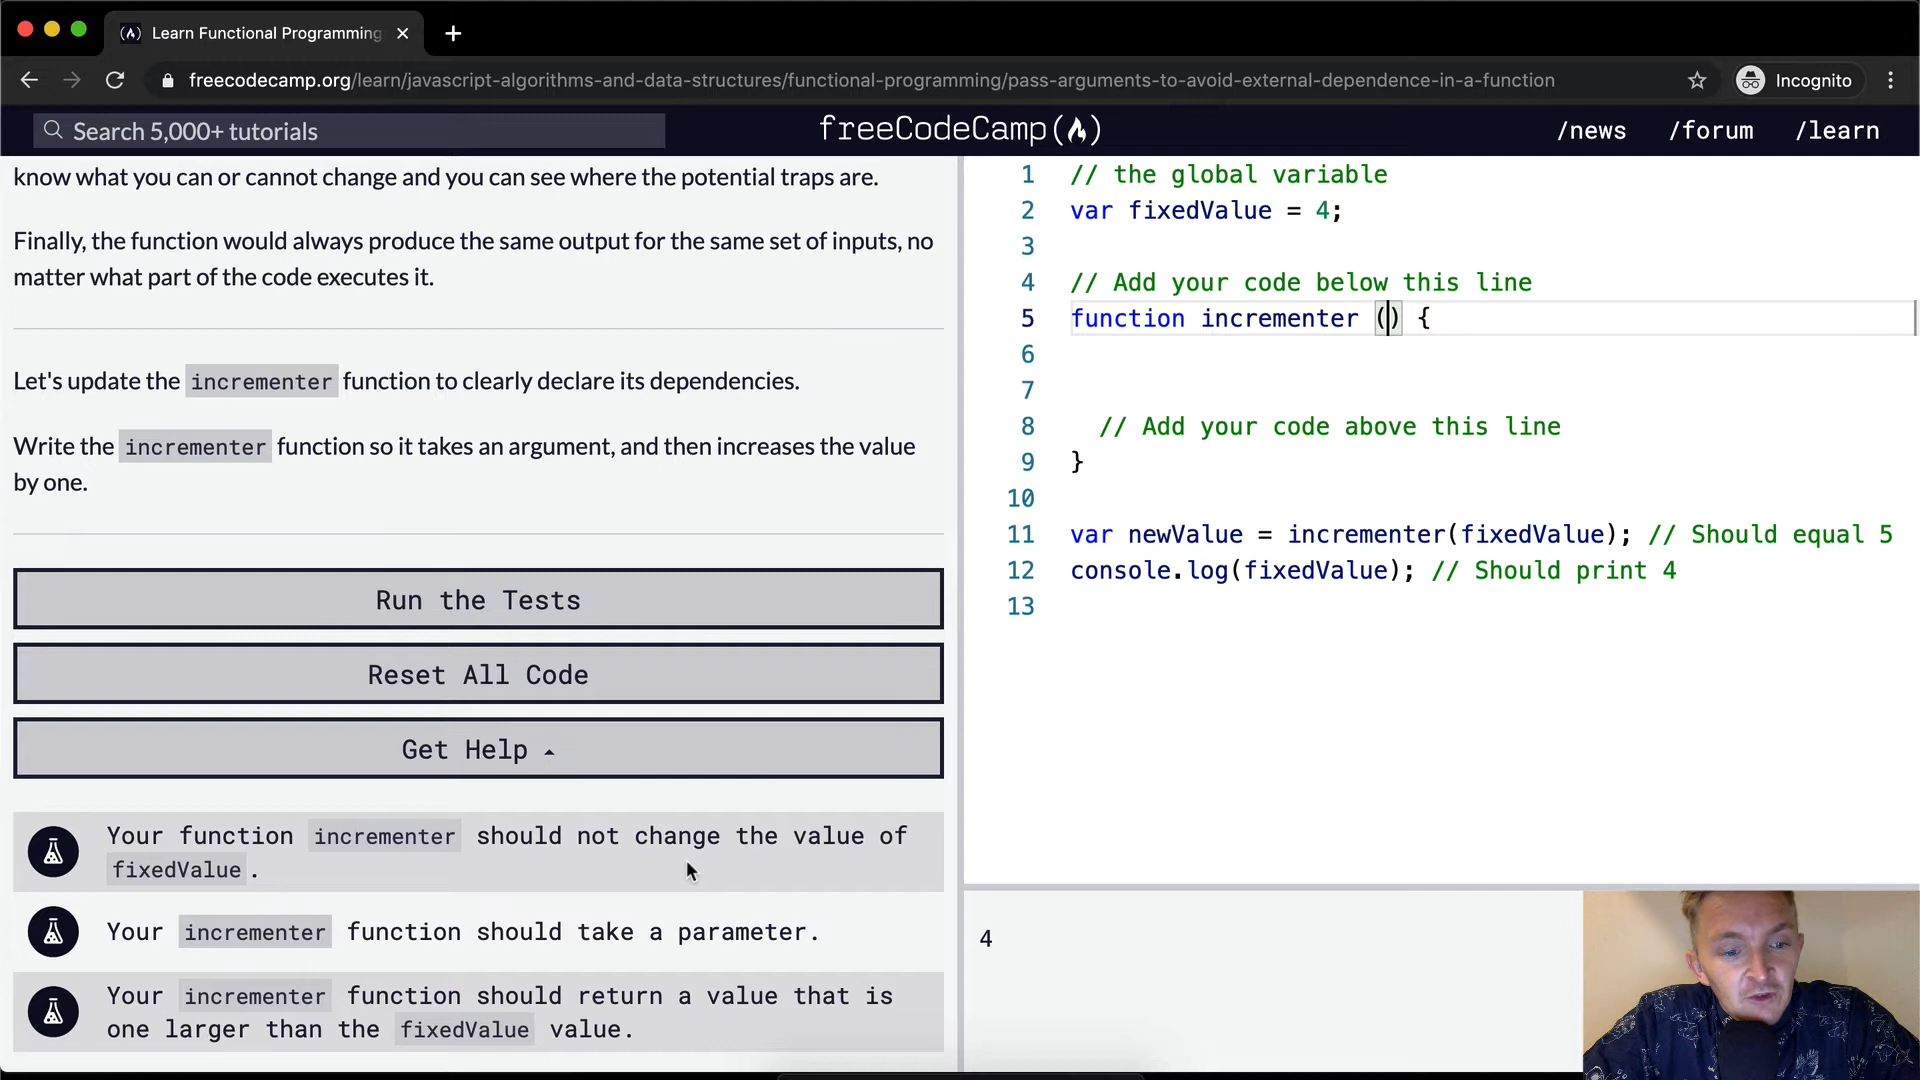 Learn Functional Programming
freecodecamp.org/learn/javascript-algorithms-and-data-structures/functional-programming/pass-arguments-to-avoid-external-dependence-in-a-function
Incognito
Search 5,000+ tutorials
freeCodeCamp
/news /forum /learn
know what you can or cannot change and you can see where the potential traps are.
Finally, the function would always produce the same output for the same set of inputs, no
matter what part of the code executes it.
Let's update the incrementer function to clearly declare its dependencies.
Write the incrementer function so it takes an argument, and then increases the value
by one.
Run the Tests
Reset All Code
Get Help
Your function incrementer should not change the value of
fixedValue.
Your incrementer function should take a parameter.
Your incrementer function should return a value that is
one larger than the fixedValue value.
1 // the global variable
2 var fixedValue = 4;
3
4 // Add your code below this line
5 function incrementer () {
6
7
8 // Add your code above this line
9 }
10
11 var newValue = incrementer(fixedValue); // Should equal 5
12 console.log(fixedValue); // Should print 4
13
4